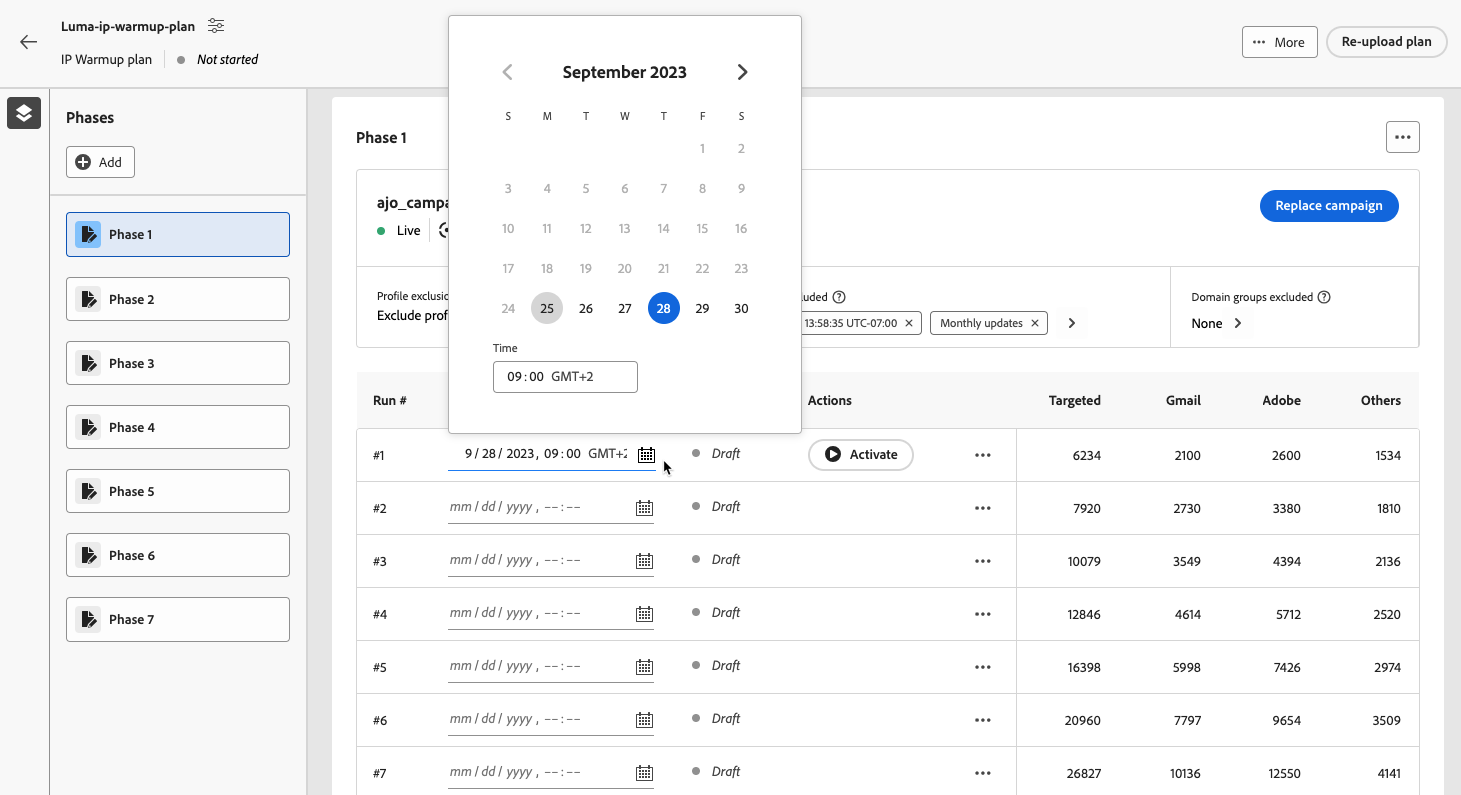 Luma-ip-warmup-plan
IP Warmup plan
Not started
More
Re-upload plan
Phases
Add
Phase 1
Phase 2
Phase 3
Phase 4
Phase 5
Phase 6
Phase 7
September 2023
S M T W T F S
1 2
3 4 5 6 7 8 9
10 11 12 13 14 15 16
17 18 19 20 21 22 23
24 25 26 27 28 29 30
Time
09:00 GMT+2
Phase 1
Live
Replace campaign
Profile
Exclude
Domain groups excluded
13:58:35 UTC-07:00
Monthly updates
None
Run # Actions Targeted Gmail Adobe Others
#1 9/28/2023, 09:00 Draft Activate 6234 2100 2600 1534
#2 mm/dd/yyyy, --:-- Draft 7920 2730 3380 1810
#3 mm/dd/yyyy, --:-- Draft 10079 3549 4394 2136
#4 mm/dd/yyyy, --:-- Draft 12846 4614 5712 2520
#5 mm/dd/yyyy, --:-- Draft 16398 5998 7426 2974
#6 mm/dd/yyyy, --:-- Draft 20960 7797 9654 3509
#7 mm/dd/yyyy, --:-- Draft 26827 10136 12550 4141